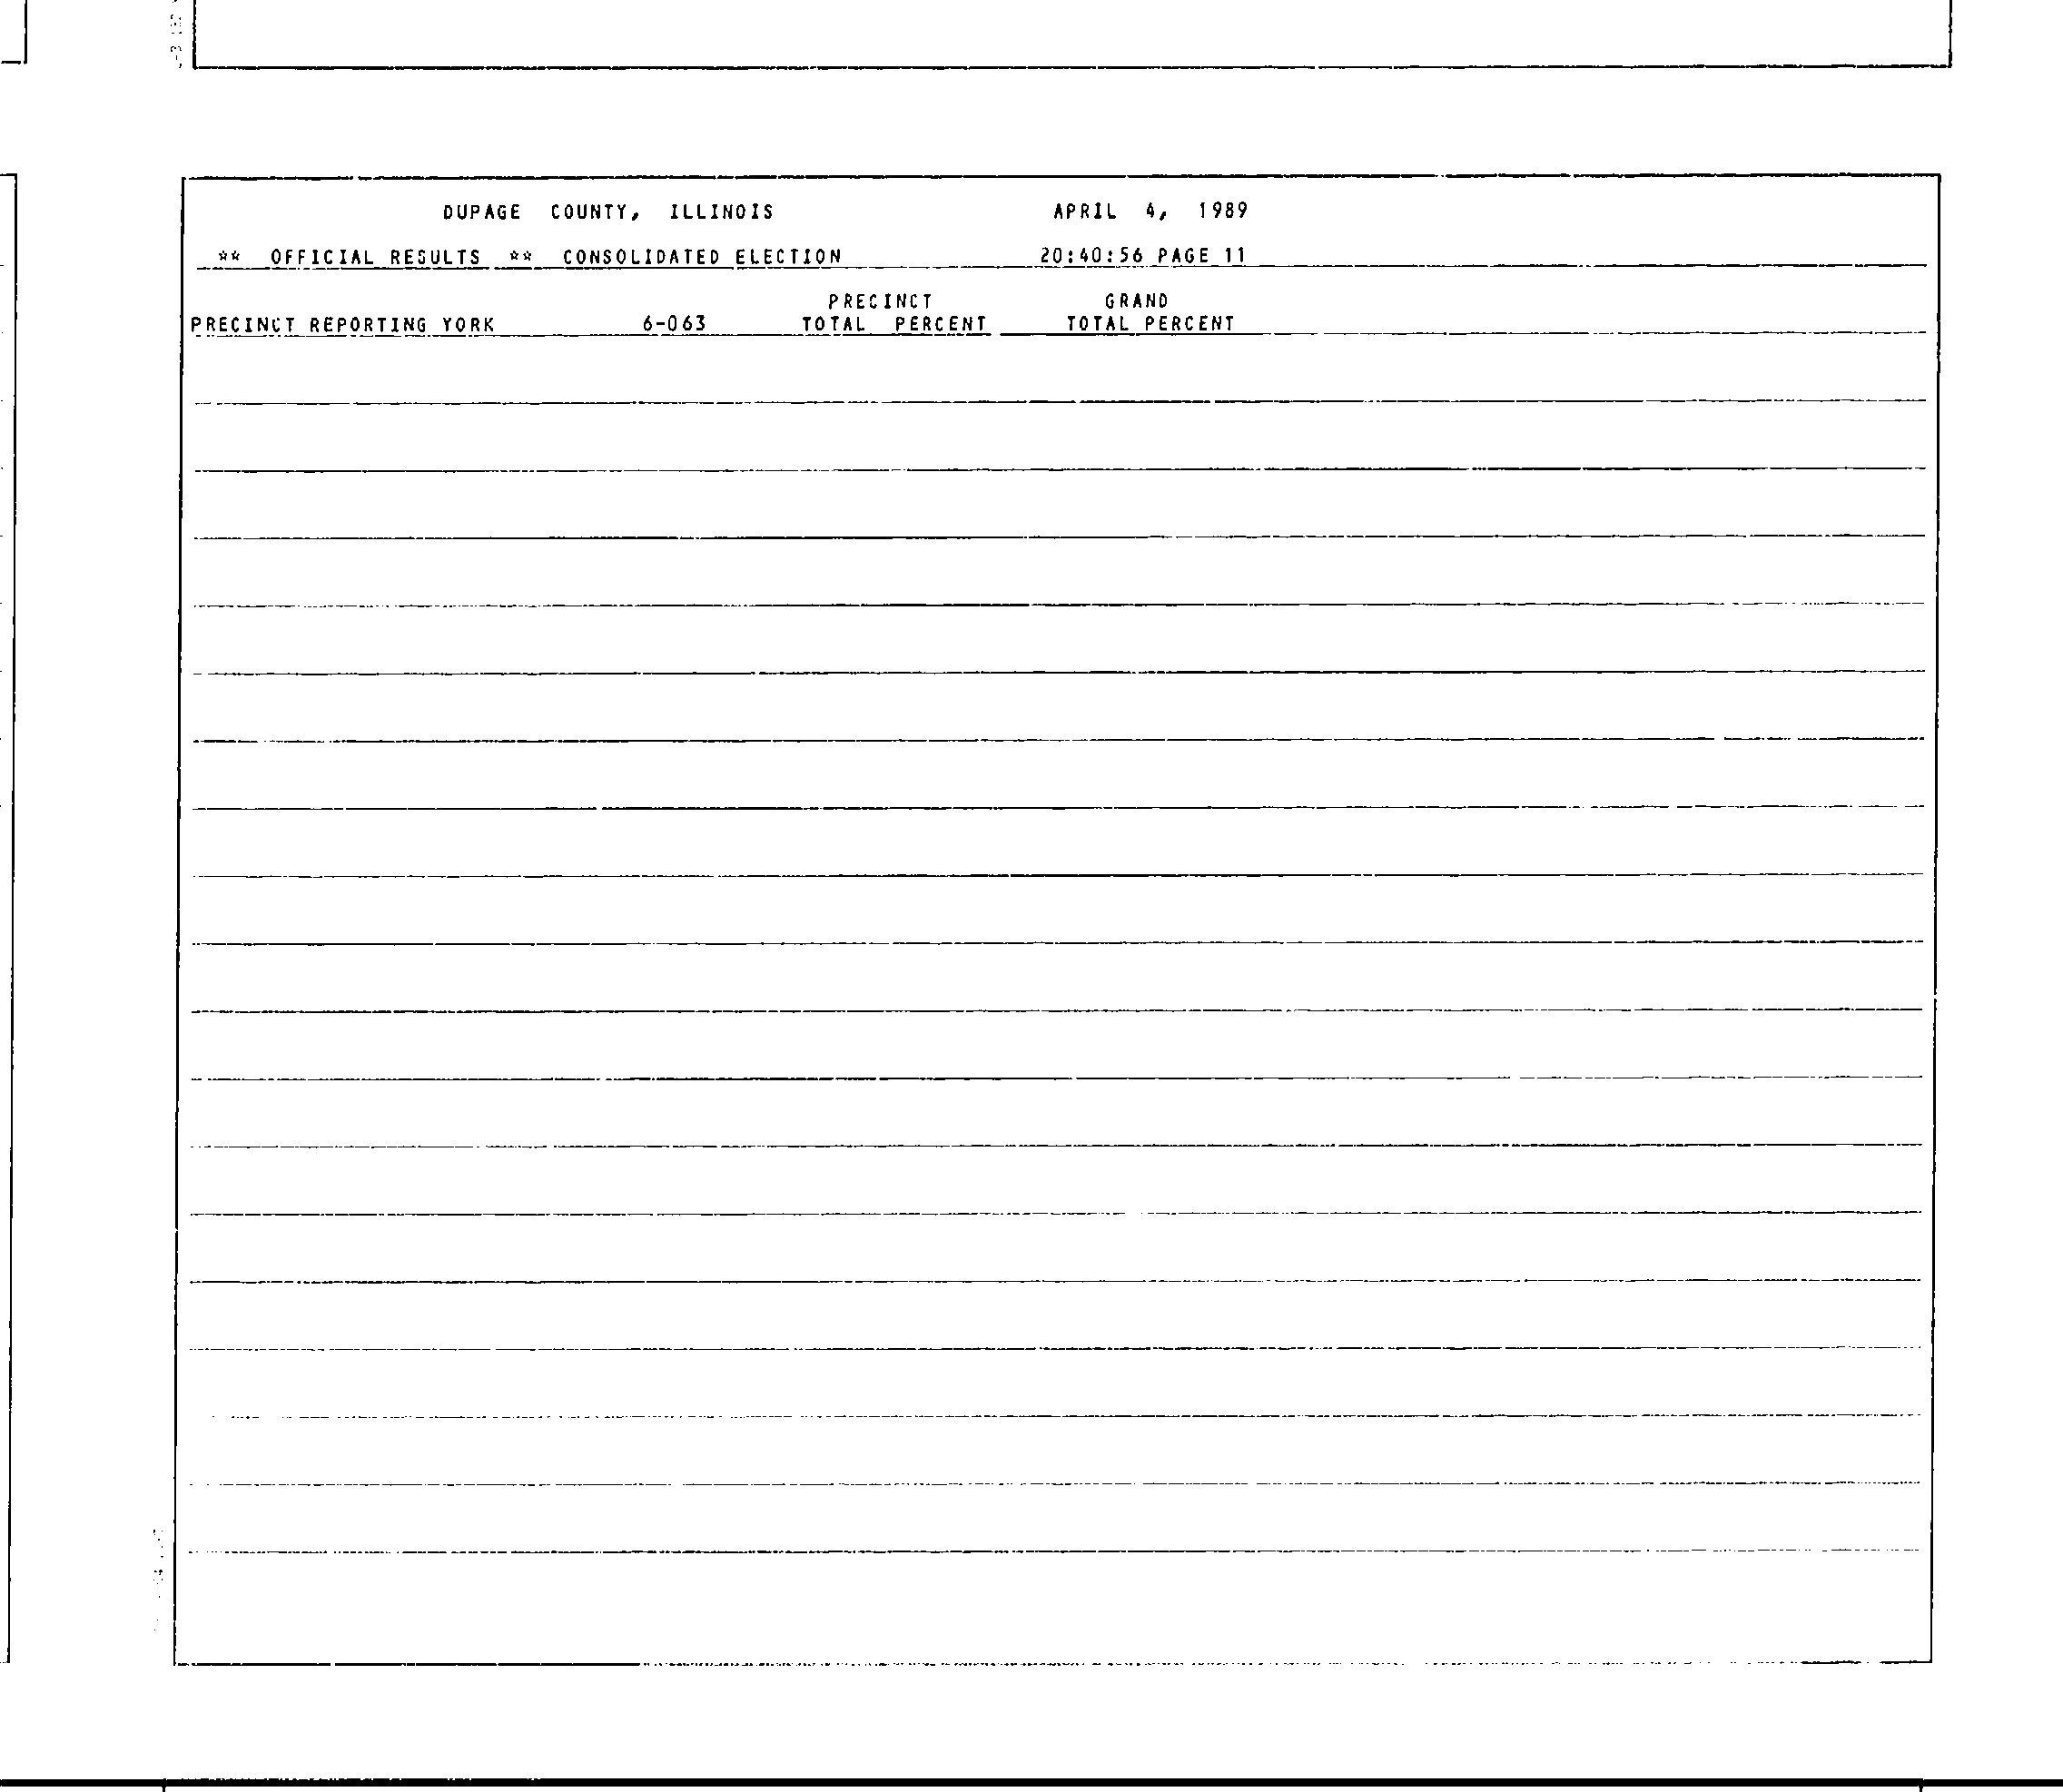 DUPAGE COUNTY, ILLINOIS APRIL 4, 1989
** OFFICIAL RESULTS ** CONSOLIDATED ELECTION 20:40:56 PAGE 11
PRECINCT GRAND
PRECINCT REPORTING YORK 6-063 TOTAL PERCENT TOTAL PERCENT